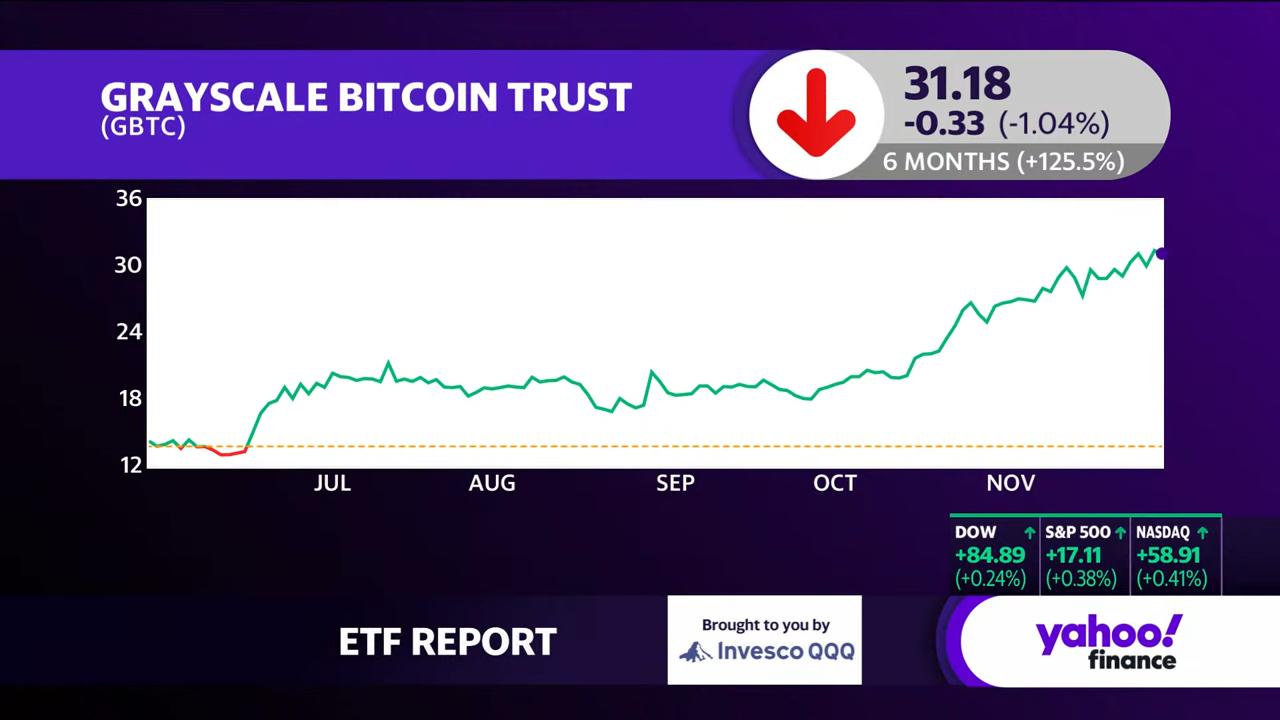 GRAYSCALE BITCOIN TRUST
(GBTC)
31.18
-0.33 (-1.04%)
6 MONTHS (+125.5%)
36
30
24
18
12
JUL AUG SEP OCT NOV
DOW S&P 500 NASDAQ
+84.89 +17.11 +58.91
(+0.24%) (+0.38%) (+0.41%)
ETF REPORT
Brought to you by
Invesco QQQ
yahoo!
finance